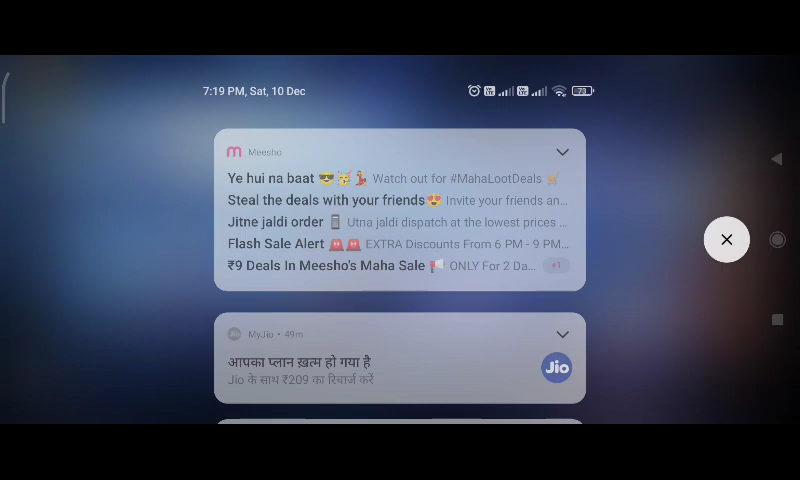 7:19 PM, Sat, 10 Dec
73
Meesho
Ye hui na baat 😎🥳💃 Watch out for #MahaLootDeals 🛒
Steal the deals with your friends😍 Invite your friends an...
Jitne jaldi order 📱 Utna jaldi dispatch at the lowest prices ...
Flash Sale Alert 🚨🚨 EXTRA Discounts From 6 PM - 9 PM...
₹9 Deals In Meesho's Maha Sale 📢 ONLY For 2 Da... +1
Jio MyJio • 49m
आपका प्लान ख़त्म हो गया है
Jio के साथ ₹209 का रिचार्ज करें
Jio